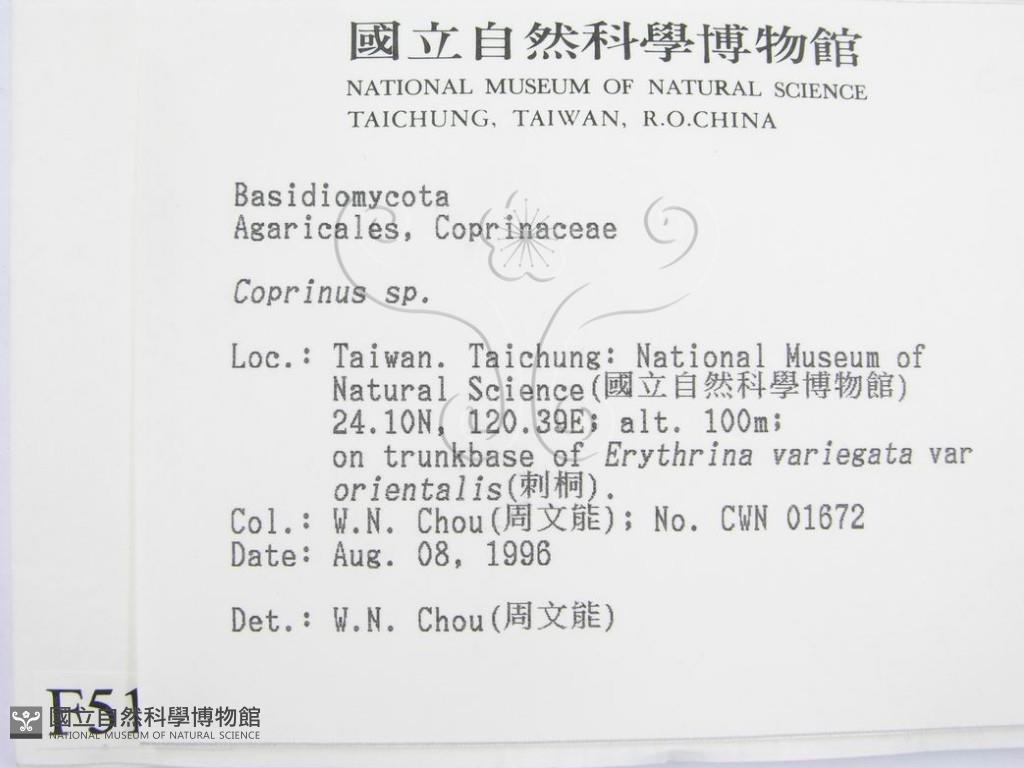 國立自然科學博物館
NATIONAL MUSEUM OF NATURAL SCIENCE
TAICHUNG, TAIWAN, R.O.CHINA
Basidiomycota
Agaricales, Coprinaceae
Coprinus sp.
Loc.: Taiwan. Taichung: National Museum of
Natural Science(國立自然科學博物館)
24.10N, 120.39E; alt. 100m;
on trunkbase of Erythrina variegata var
orientalis(刺桐).
Col.: W.N. Chou(周文能); No. CWN 01672
Date: Aug. 08, 1996
Det.: W.N. Chou(周文能)
F51
國立自然科學博物館
NATIONAL MUSEUM OF NATURAL SCIENCE